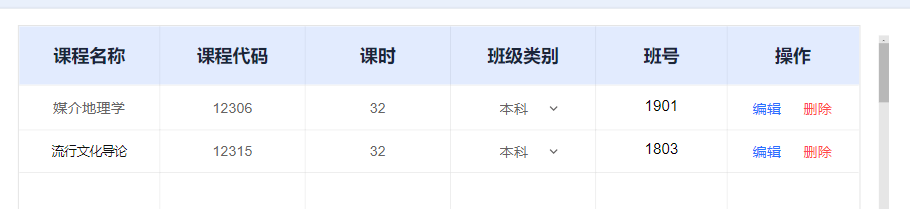 课程名称 课程代码 课时 班级类别 班号 操作
媒介地理学 12306 32 本科 1901 编辑 删除
流行文化导论 12315 32 本科 1803 编辑 删除